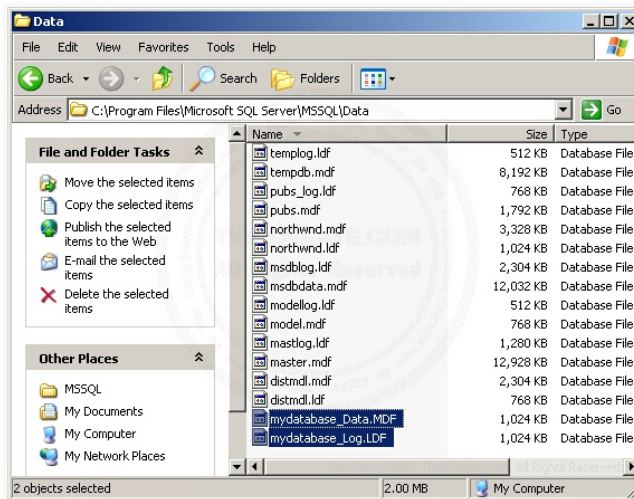 Data
File Edit View Favorites Tools Help
Back Search Folders
Address C:\Program Files\Microsoft SQL Server\MSSQL\Data Go
File and Folder Tasks
Move the selected items
Copy the selected items
Publish the selected
items to the Web
E-mail the selected
items
Delete the selected
items
Other Places
MSSQL
My Documents
My Computer
My Network Places
Name Size Type
templog.ldf 512 KB Database File
tempdb.mdf 8,192 KB Database File
pubs_log.ldf 768 KB Database File
pubs.mdf 1,792 KB Database File
northwnd.mdf 3,328 KB Database File
northwnd.ldf 1,024 KB Database File
msdblog.ldf 2,304 KB Database File
msdbdata.mdf 12,032 KB Database File
modellog.ldf 512 KB Database File
model.mdf 768 KB Database File
mastlog.ldf 1,280 KB Database File
master.mdf 12,928 KB Database File
distmdl.mdf 2,304 KB Database File
distmdl.ldf 768 KB Database File
mydatabase_Data.MDF 1,024 KB Database File
mydatabase_Log.LDF 1,024 KB Database File
2 objects selected 2.00 MB My Computer